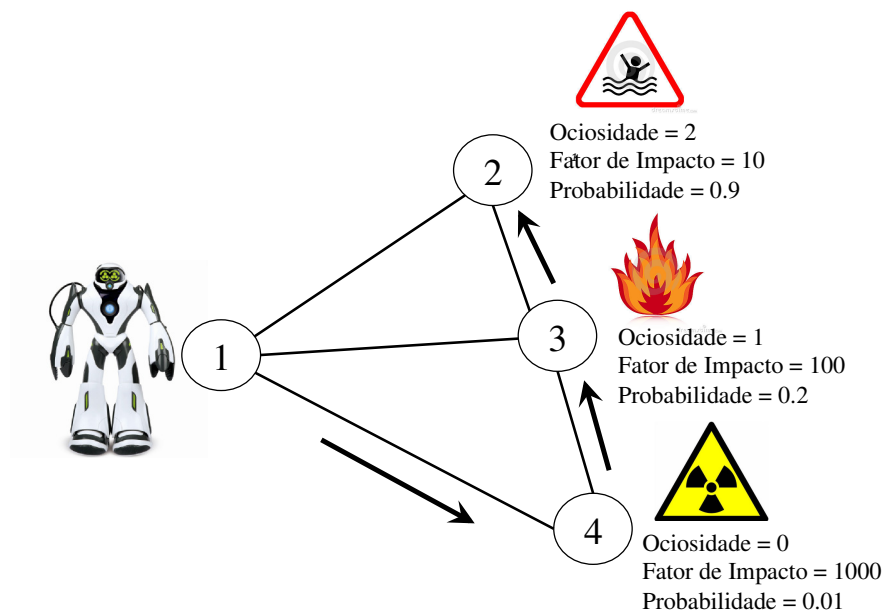 Ociosidade = 2
Fator de Impacto = 10
Probabilidade = 0.9
2
3
Ociosidade = 1
Fator de Impacto = 100
Probabilidade = 0.2
1
4
Ociosidade = 0
Fator de Impacto = 1000
Probabilidade = 0.01